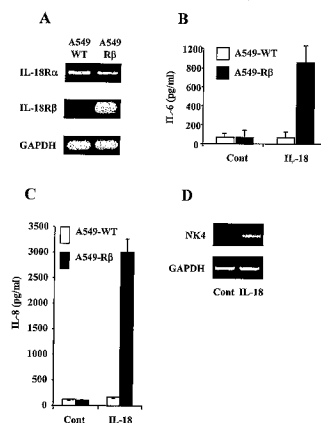 A
A549 A549
WT Rβ
IL-18Rα
IL-18Rβ
GAPDH
B
IL-6 (pg/ml)
1200
1000
800
600
400
200
0
A549-WT
A549-Rβ
Cont IL-18
C
IL-8 (pg/ml)
3500
3000
2500
2000
1500
1000
500
0
A549-WT
A549-Rβ
Cont IL-18
D
NK4
GAPDH
Cont IL-18